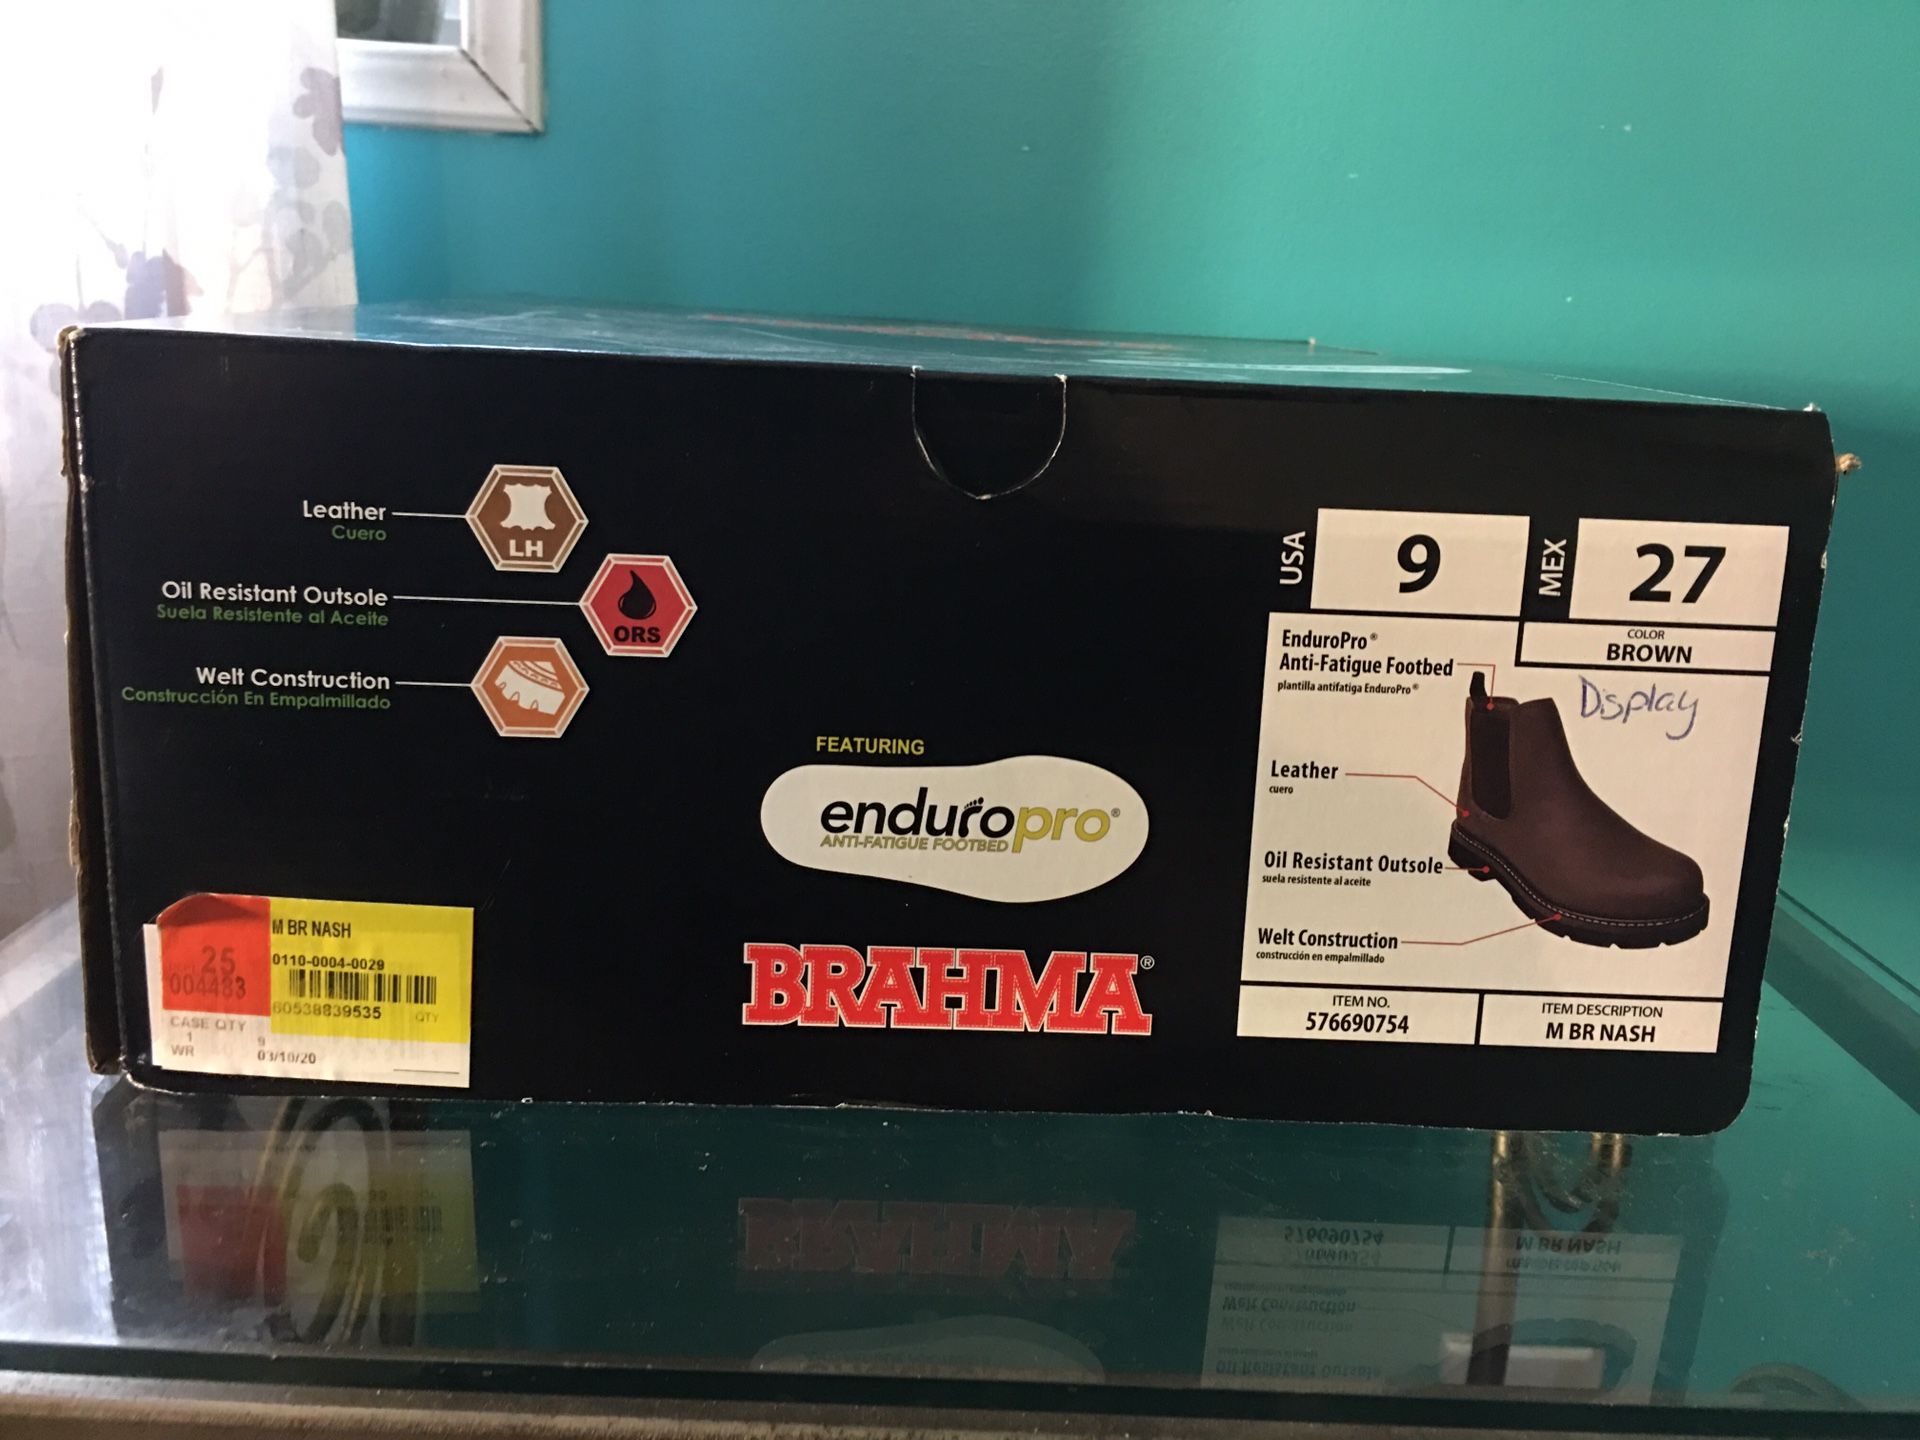 Leather
Cuero
LH
Oil Resistant Outsole
Suela Resistente al Aceite
ORS
Welt Construction
Construcción En Empalmillado
FEATURING
enduropro®
ANTI-FATIGUE FOOTBED
BRAHMA®
USA 9
MEX 27
COLOR
BROWN
Display
EnduroPro®
Anti-Fatigue Footbed
plantilla antifatiga EnduroPro®
Leather
cuero
Oil Resistant Outsole
suela resistente al aceite
Welt Construction
construcción en empalmillado
ITEM NO.
576690754
ITEM DESCRIPTION
M BR NASH
M BR NASH
25
004483
0110-0004-0029
60538839535
QTY
CASE QTY
1
9
WR
03/10/20